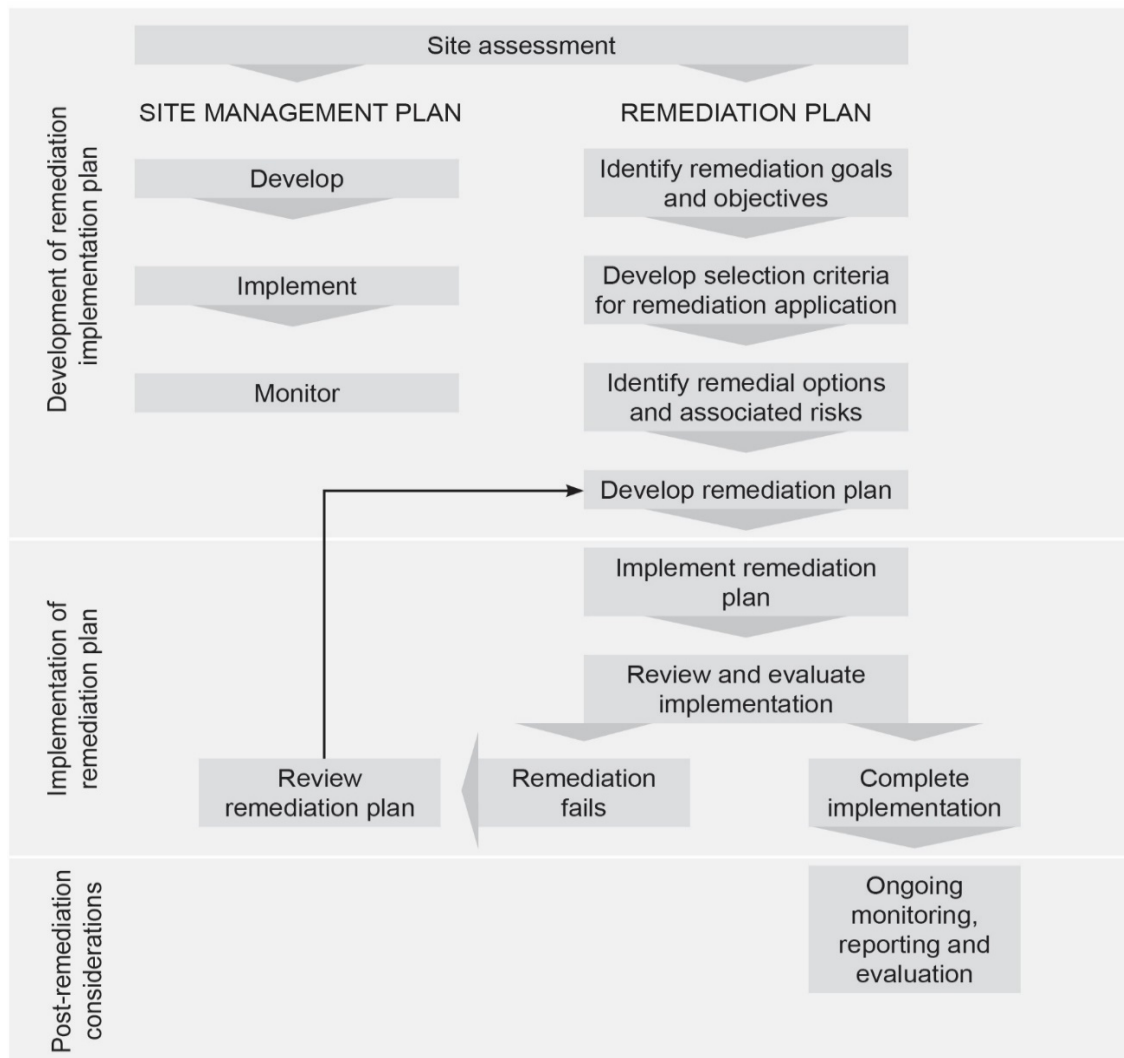 Site assessment
SITE MANAGEMENT PLAN
REMEDIATION PLAN
Development of remediation
implementation plan
Develop
Implement
Monitor
Identify remediation goals
and objectives
Develop selection criteria
for remediation application
Identify remedial options
and associated risks
Develop remediation plan
Implementation of
remediation plan
Implement remediation
plan
Review and evaluate
implementation
Review
remediation plan
Remediation
fails
Complete
implementation
Post-remediation
considerations
Ongoing
monitoring,
reporting and
evaluation